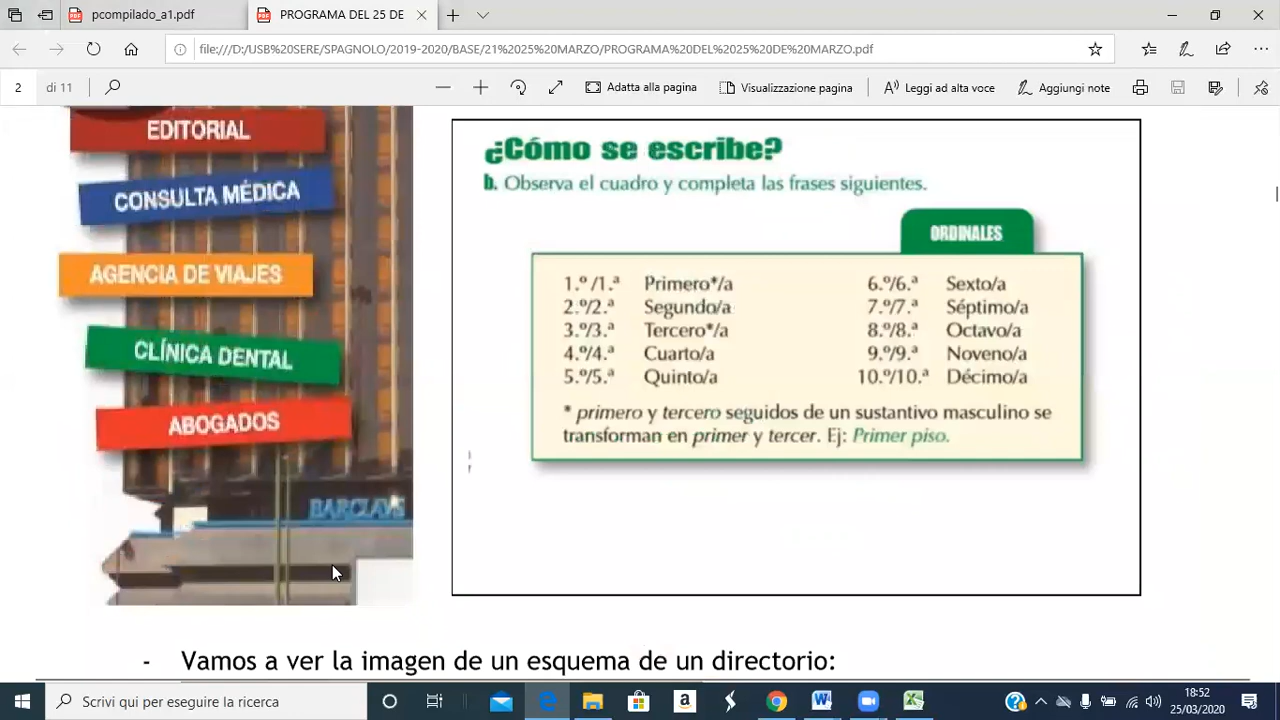 pcompilado_a1.pdf
PROGRAMA DEL 25 DE
file:///D:/USB%20SERE/SPAGNOLO/2019-2020/BASE/21%2025%20MARZO/PROGRAMA%20DEL%2025%20DE%20MARZO.pdf
2 di 11
Adatta alla pagina
Visualizzazione pagina
Leggi ad alta voce
Aggiungi note
EDITORIAL
CONSULTA MÉDICA
AGENCIA DE VIAJES
CLÍNICA DENTAL
ABOGADOS
BARCLAYS
¿Cómo se escribe?
b. Observa el cuadro y completa las frases siguientes.
ORDINALES
1.º/1.ª Primero*/a
2.º/2.ª Segundo/a
3.º/3.ª Tercero*/a
4.º/4.ª Cuarto/a
5.º/5.ª Quinto/a
6.º/6.ª Sexto/a
7.º/7.ª Séptimo/a
8.º/8.ª Octavo/a
9.º/9.ª Noveno/a
10.º/10.ª Décimo/a
* primero y tercero seguidos de un sustantivo masculino se
transforman en primer y tercer. Ej: Primer piso.
- Vamos a ver la imagen de un esquema de un directorio:
Scrivi qui per eseguire la ricerca
18:52
25/03/2020